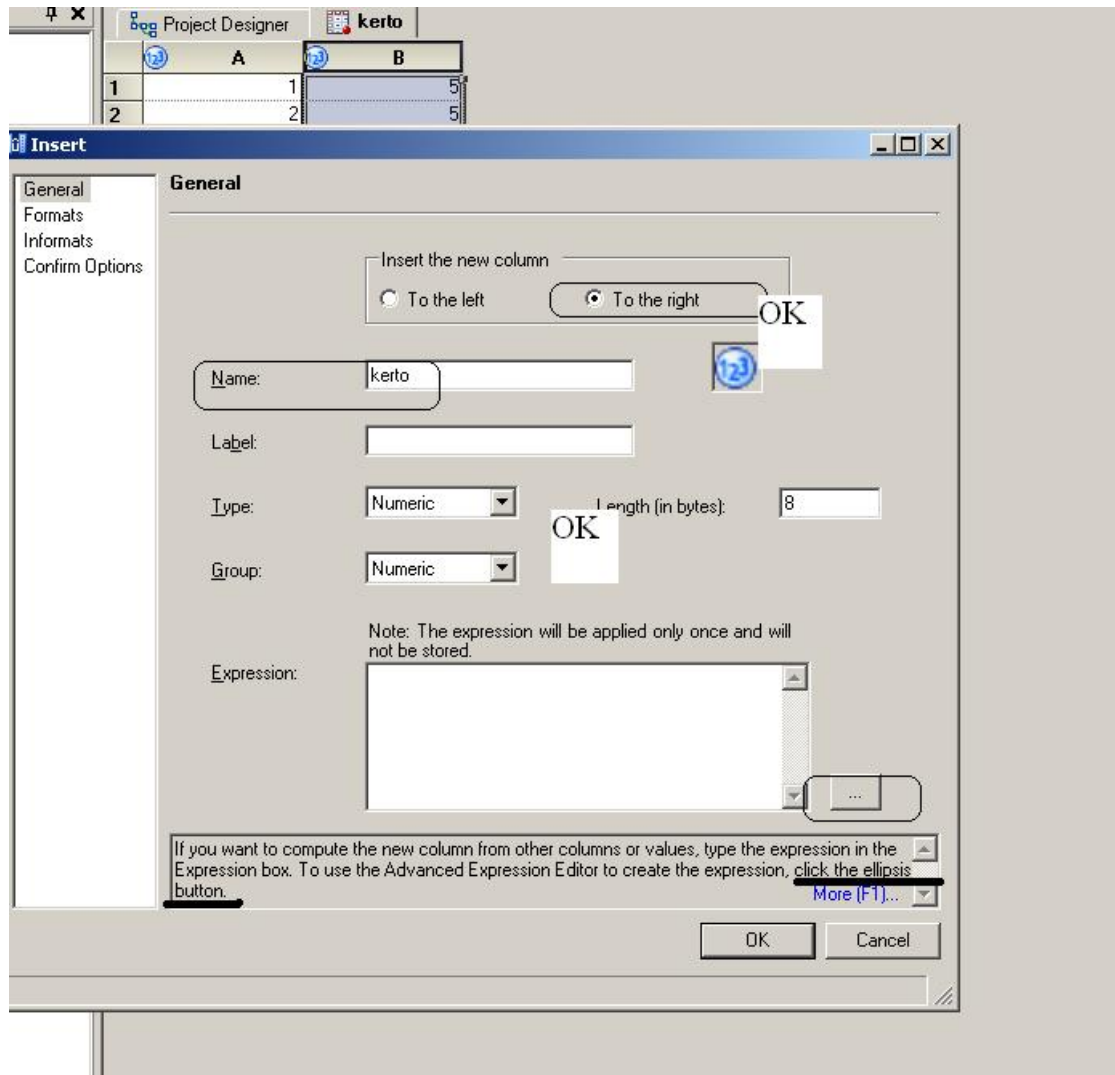 Project Designer
kerto
A
B
1
1
5
2
2
5
Insert
General
Formats
Informats
Confirm Options
General
Insert the new column
To the left
To the right
OK
Name:
kerto
123
Label:
Type:
Numeric
Length (in bytes):
8
OK
Group:
Numeric
Note: The expression will be applied only once and will
not be stored.
Expression:
...
If you want to compute the new column from other columns or values, type the expression in the
Expression box. To use the Advanced Expression Editor to create the expression, click the ellipsis
button.
More (F1)...
OK
Cancel